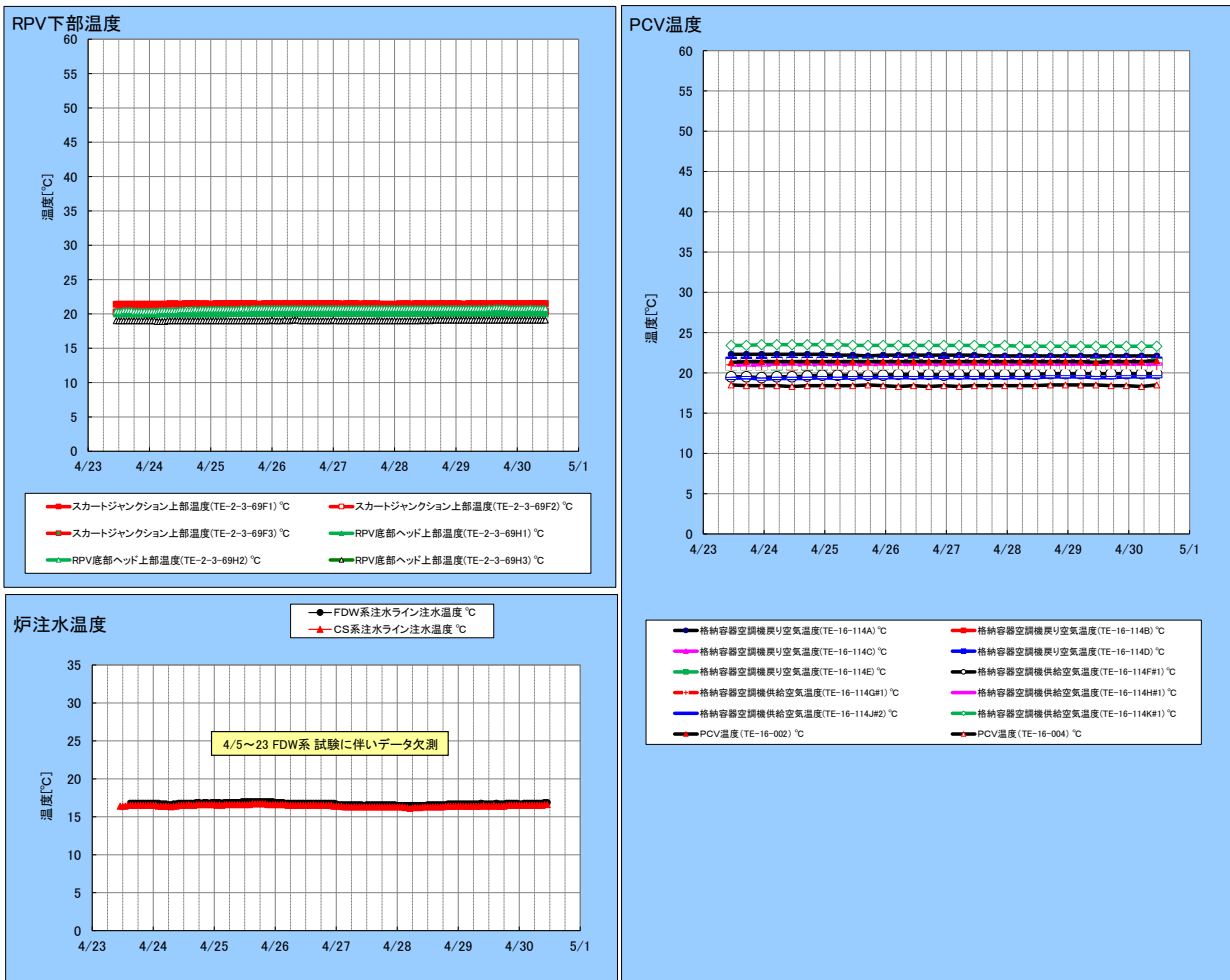 RPV下部温度
温度[℃]
60
55
50
45
40
35
30
25
20
15
10
5
0
4/23 4/24 4/25 4/26 4/27 4/28 4/29 4/30 5/1
スカートジャンクション上部温度(TE-2-3-69F1) ℃ スカートジャンクション上部温度(TE-2-3-69F2) ℃
スカートジャンクション上部温度(TE-2-3-69F3) ℃ RPV底部ヘッド上部温度(TE-2-3-69H1) ℃
RPV底部ヘッド上部温度(TE-2-3-69H2) ℃ RPV底部ヘッド上部温度(TE-2-3-69H3) ℃
炉注水温度
FDW系注水ライン注水温度 ℃
CS系注水ライン注水温度 ℃
温度[℃]
35
30
25
20
15
10
5
0
4/5～23 FDW系 試験に伴いデータ欠測
4/23 4/24 4/25 4/26 4/27 4/28 4/29 4/30 5/1
PCV温度
温度[℃]
60
55
50
45
40
35
30
25
20
15
10
5
0
4/23 4/24 4/25 4/26 4/27 4/28 4/29 4/30 5/1
格納容器空調機戻り空気温度(TE-16-114A) ℃ 格納容器空調機戻り空気温度(TE-16-114B) ℃
格納容器空調機戻り空気温度(TE-16-114C) ℃ 格納容器空調機戻り空気温度(TE-16-114D) ℃
格納容器空調機戻り空気温度(TE-16-114E) ℃ 格納容器空調機供給空気温度(TE-16-114F#1) ℃
格納容器空調機供給空気温度(TE-16-114G#1) ℃ 格納容器空調機供給空気温度(TE-16-114H#1) ℃
格納容器空調機供給空気温度(TE-16-114J#2) ℃ 格納容器空調機供給空気温度(TE-16-114K#1) ℃
PCV温度(TE-16-002) ℃ PCV温度(TE-16-004) ℃